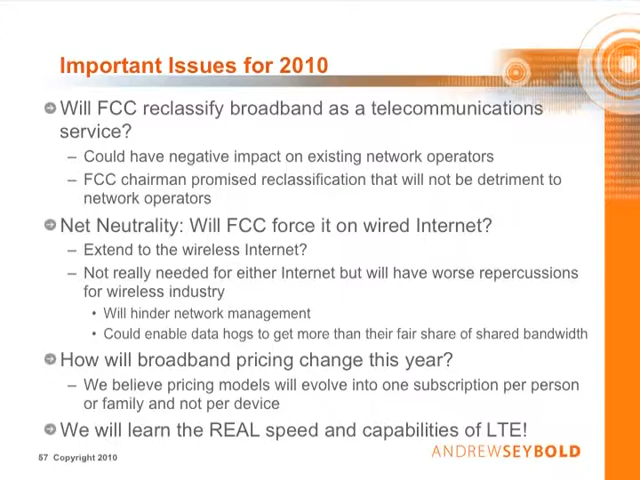 Important Issues for 2010
Will FCC reclassify broadband as a telecommunications
service?
– Could have negative impact on existing network operators
– FCC chairman promised reclassification that will not be detriment to
network operators
Net Neutrality: Will FCC force it on wired Internet?
– Extend to the wireless Internet?
– Not really needed for either Internet but will have worse repercussions
for wireless industry
• Will hinder network management
• Could enable data hogs to get more than their fair share of shared bandwidth
How will broadband pricing change this year?
– We believe pricing models will evolve into one subscription per person
or family and not per device
We will learn the REAL speed and capabilities of LTE!
57 Copyright 2010
ANDREWSEYBOLD